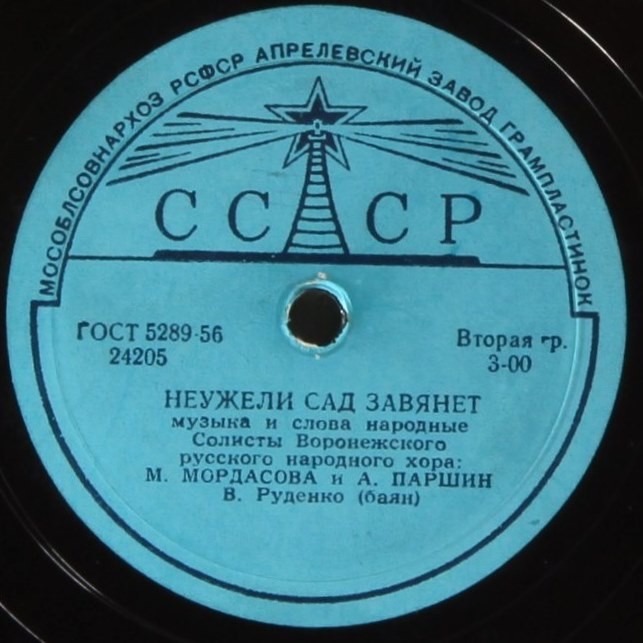 МОСОБЛСОВНАРХОЗ РСФСР АПРЕЛЕВСКИЙ ЗАВОД ГРАМПЛАСТИНОК
СССР
ГОСТ 5289-56
24205
Вторая гр.
3-00
НЕУЖЕЛИ САД ЗАВЯНЕТ
музыка и слова народные
Солисты Воронежского
русского народного хора:
М. МОРДАСОВА и А. ПАРШИН
В. Руденко (баян)